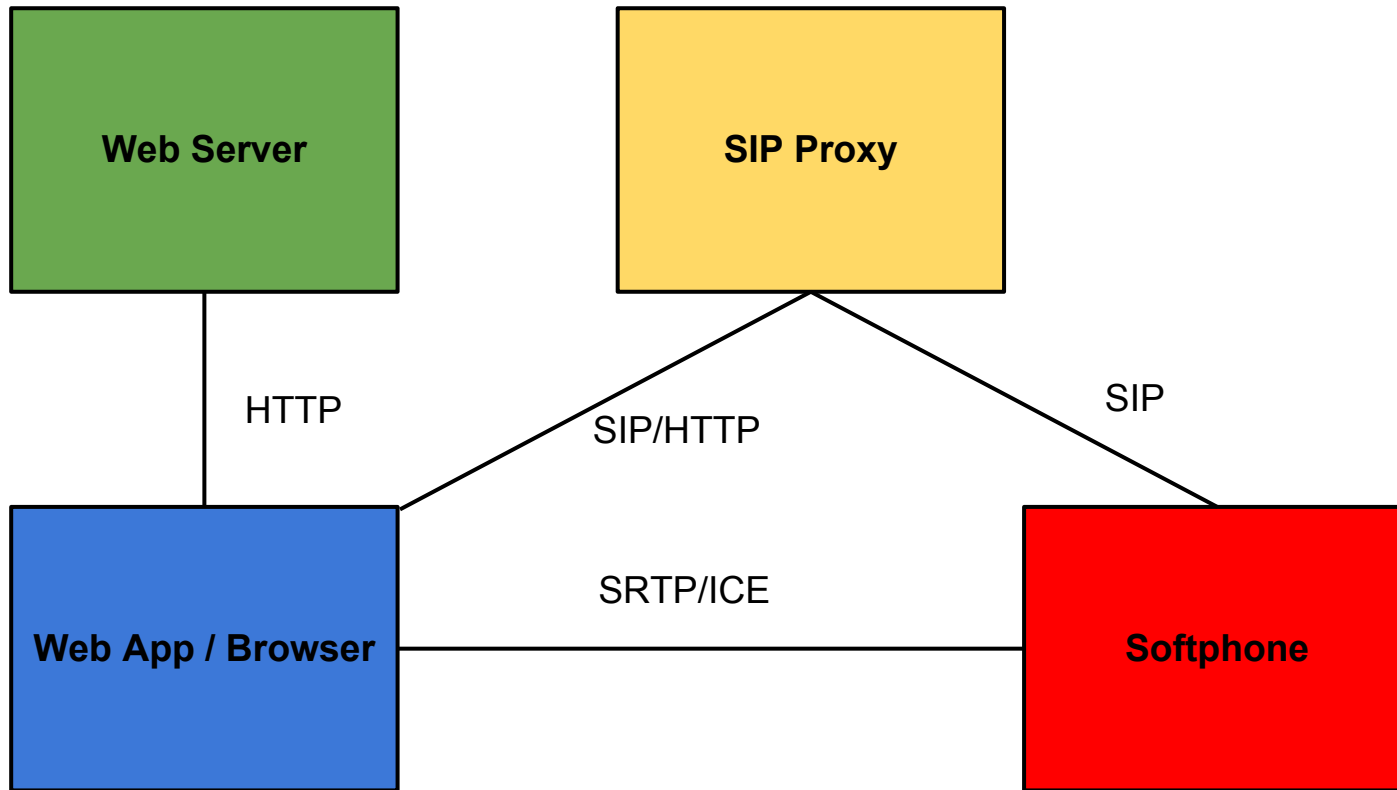 Web Server
SIP Proxy
HTTP
SIP/HTTP
SIP
SRTP/ICE
Web App / Browser
Softphone